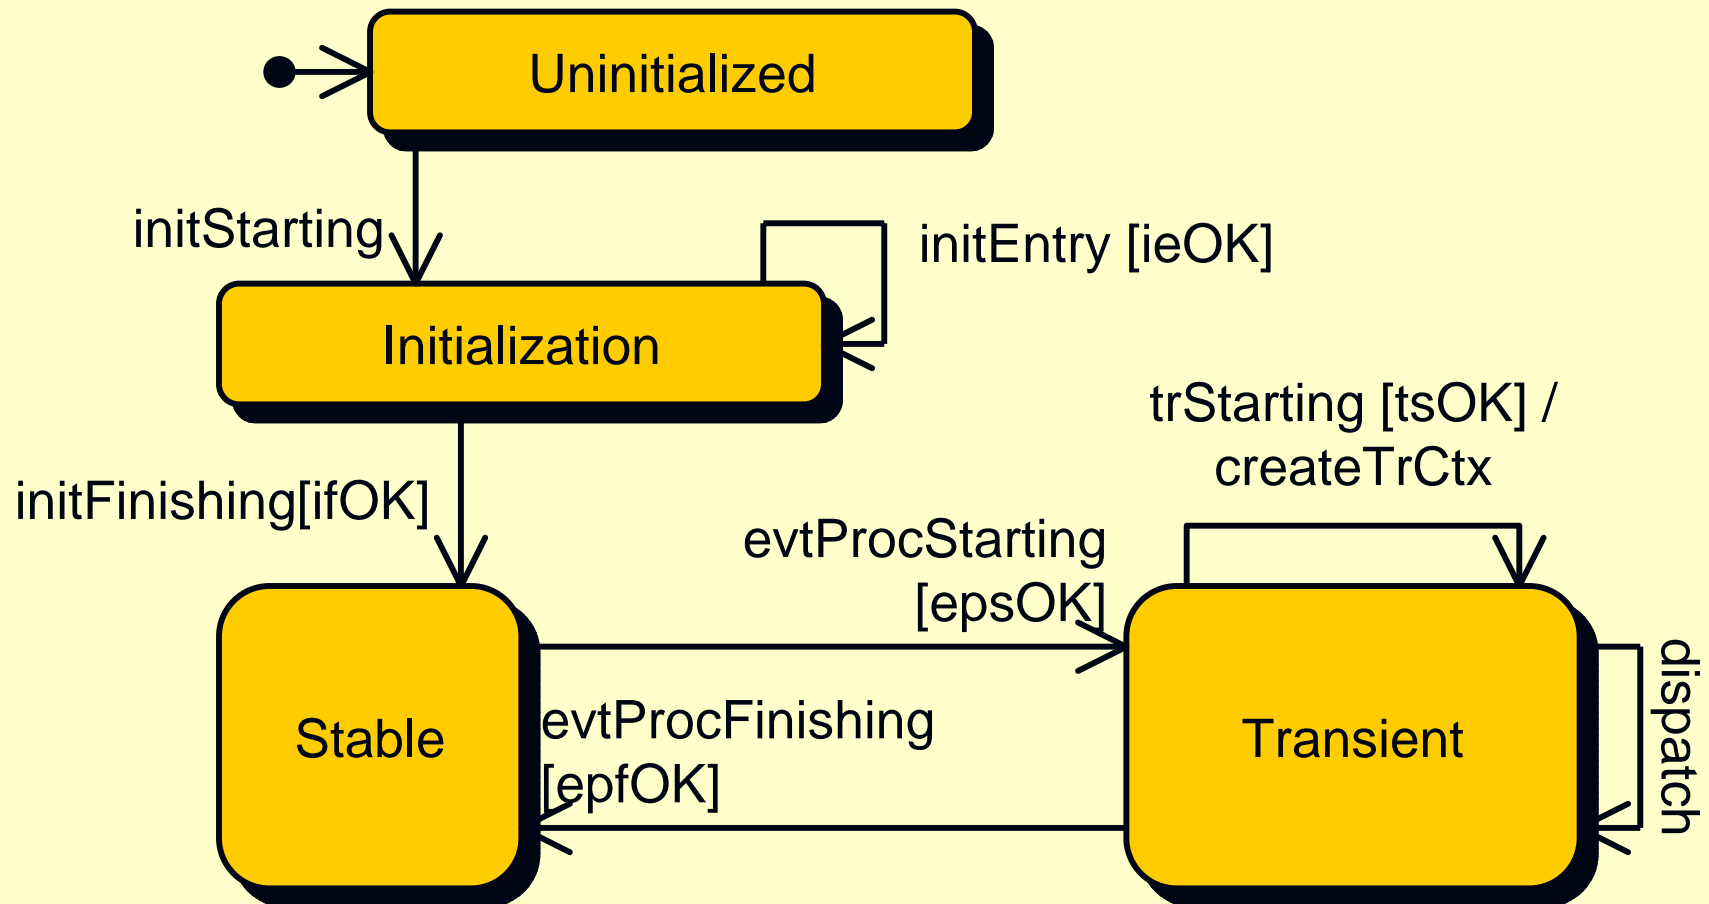 Uninitialized
initStarting
initEntry [ieOK]
Initialization
trStarting [tsOK] /
createTrCtx
initFinishing[ifOK]
evtProcStarting
[epsOK]
evtProcFinishing
[epfOK]
Stable
Transient
dispatch